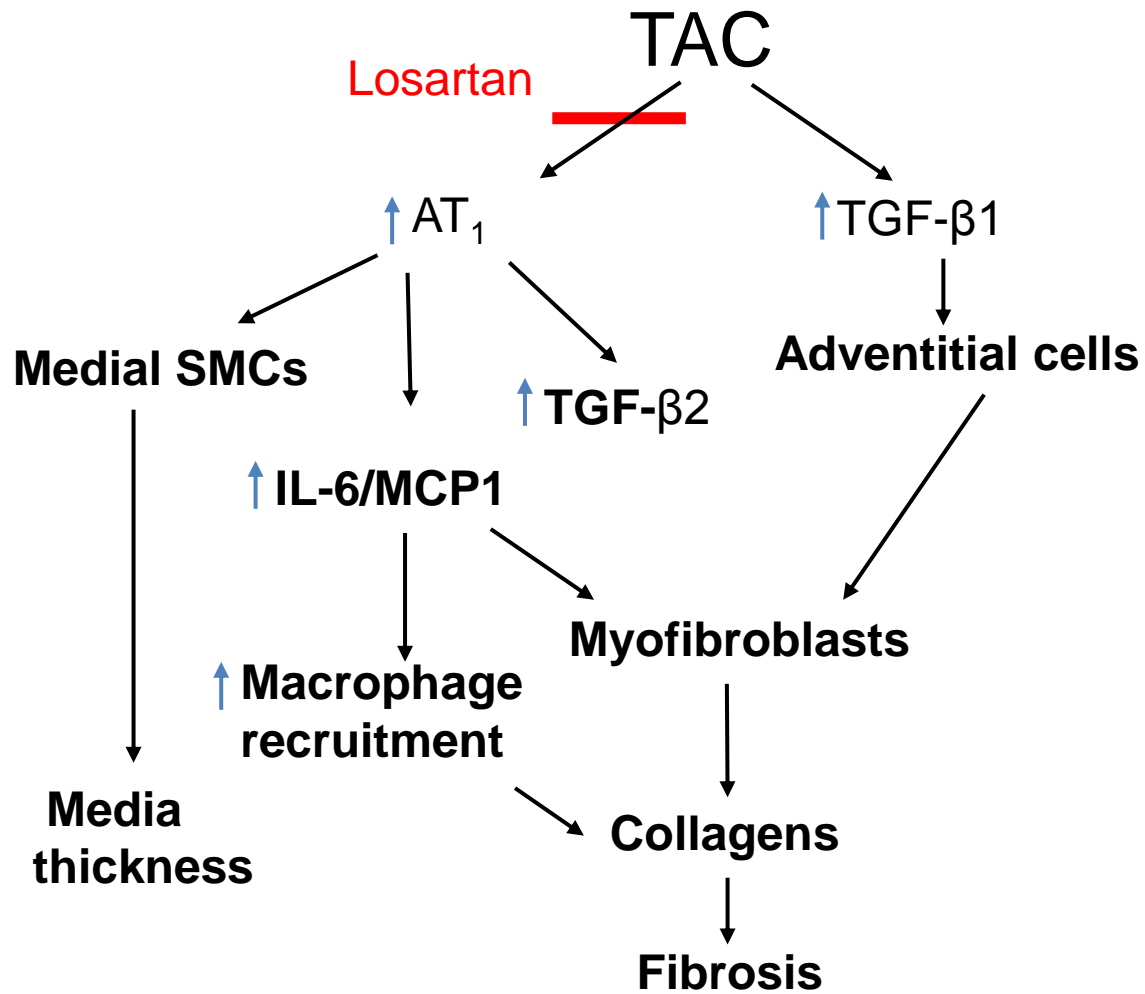 TAC
Losartan
AT₁
TGF-β1
Medial SMCs
Adventitial cells
TGF-β2
IL-6/MCP1
Myofibroblasts
Macrophage
recruitment
Media
thickness
Collagens
Fibrosis